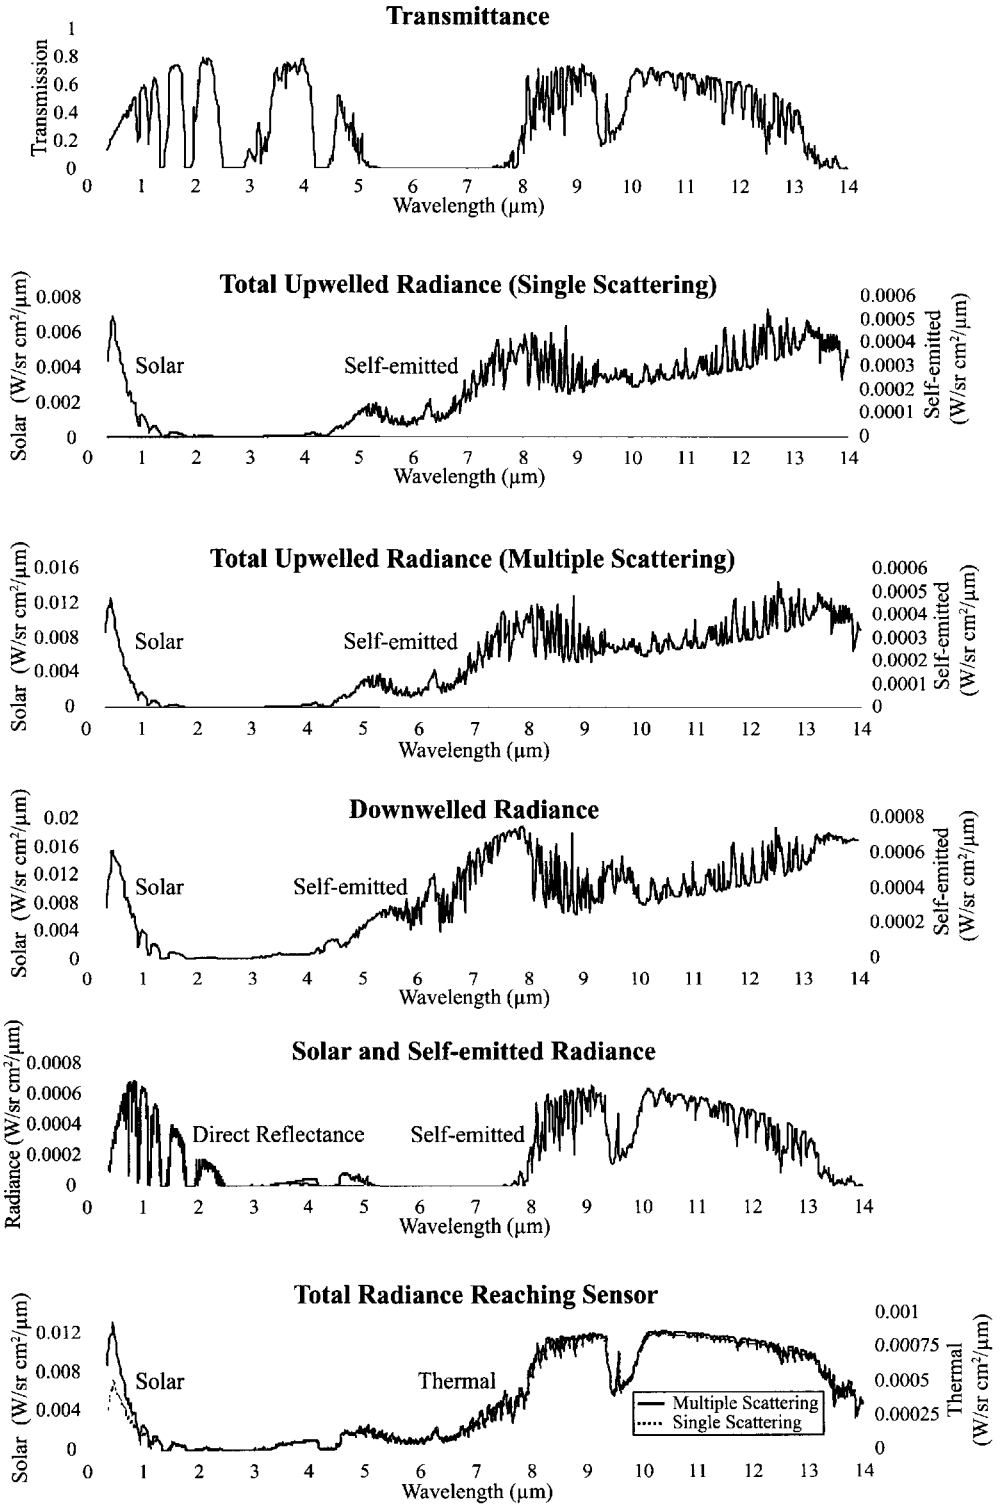 Transmittance
Transmission
1
0.8
0.6
0.4
0.2
0
0 1 2 3 4 5 6 7 8 9 10 11 12 13 14
Wavelength (µm)
Total Upwelled Radiance (Single Scattering)
Solar (W/sr cm²/µm)
0.008
0.006
0.004
0.002
0
Solar
Self-emitted
0.0006
0.0005
0.0004
0.0003
0.0002
0.0001
0
Self-emitted
(W/sr cm²/µm)
0 1 2 3 4 5 6 7 8 9 10 11 12 13 14
Wavelength (µm)
Total Upwelled Radiance (Multiple Scattering)
Solar (W/sr cm²/µm)
0.016
0.012
0.008
0.004
0
Solar
Self-emitted
0.0006
0.0005
0.0004
0.0003
0.0002
0.0001
0
Self-emitted
(W/sr cm²/µm)
0 1 2 3 4 5 6 7 8 9 10 11 12 13 14
Wavelength (µm)
Downwelled Radiance
Solar (W/sr cm²/µm)
0.02
0.016
0.012
0.008
0.004
0
Solar
Self-emitted
0.0008
0.0006
0.0004
0.0002
0
Self-emitted
(W/sr cm²/µm)
0 1 2 3 4 5 6 7 8 9 10 11 12 13 14
Wavelength (µm)
Solar and Self-emitted Radiance
Radiance (W/sr cm²/µm)
0.0008
0.0006
0.0004
0.0002
0
Direct Reflectance
Self-emitted
0 1 2 3 4 5 6 7 8 9 10 11 12 13 14
Wavelength (µm)
Total Radiance Reaching Sensor
Solar (W/sr cm²/µm)
0.012
0.008
0.004
0
Solar
Thermal
Multiple Scattering
Single Scattering
0.001
0.00075
0.0005
0.00025
0
Thermal
(W/sr cm²/µm)
0 1 2 3 4 5 6 7 8 9 10 11 12 13 14
Wavelength (µm)